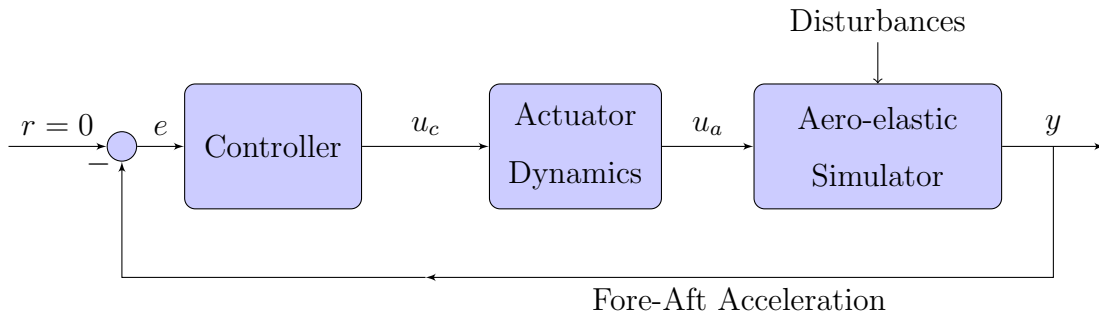 Disturbances
r = 0
−
e
Controller
u_c
Actuator
Dynamics
u_a
Aero-elastic
Simulator
y
Fore-Aft Acceleration